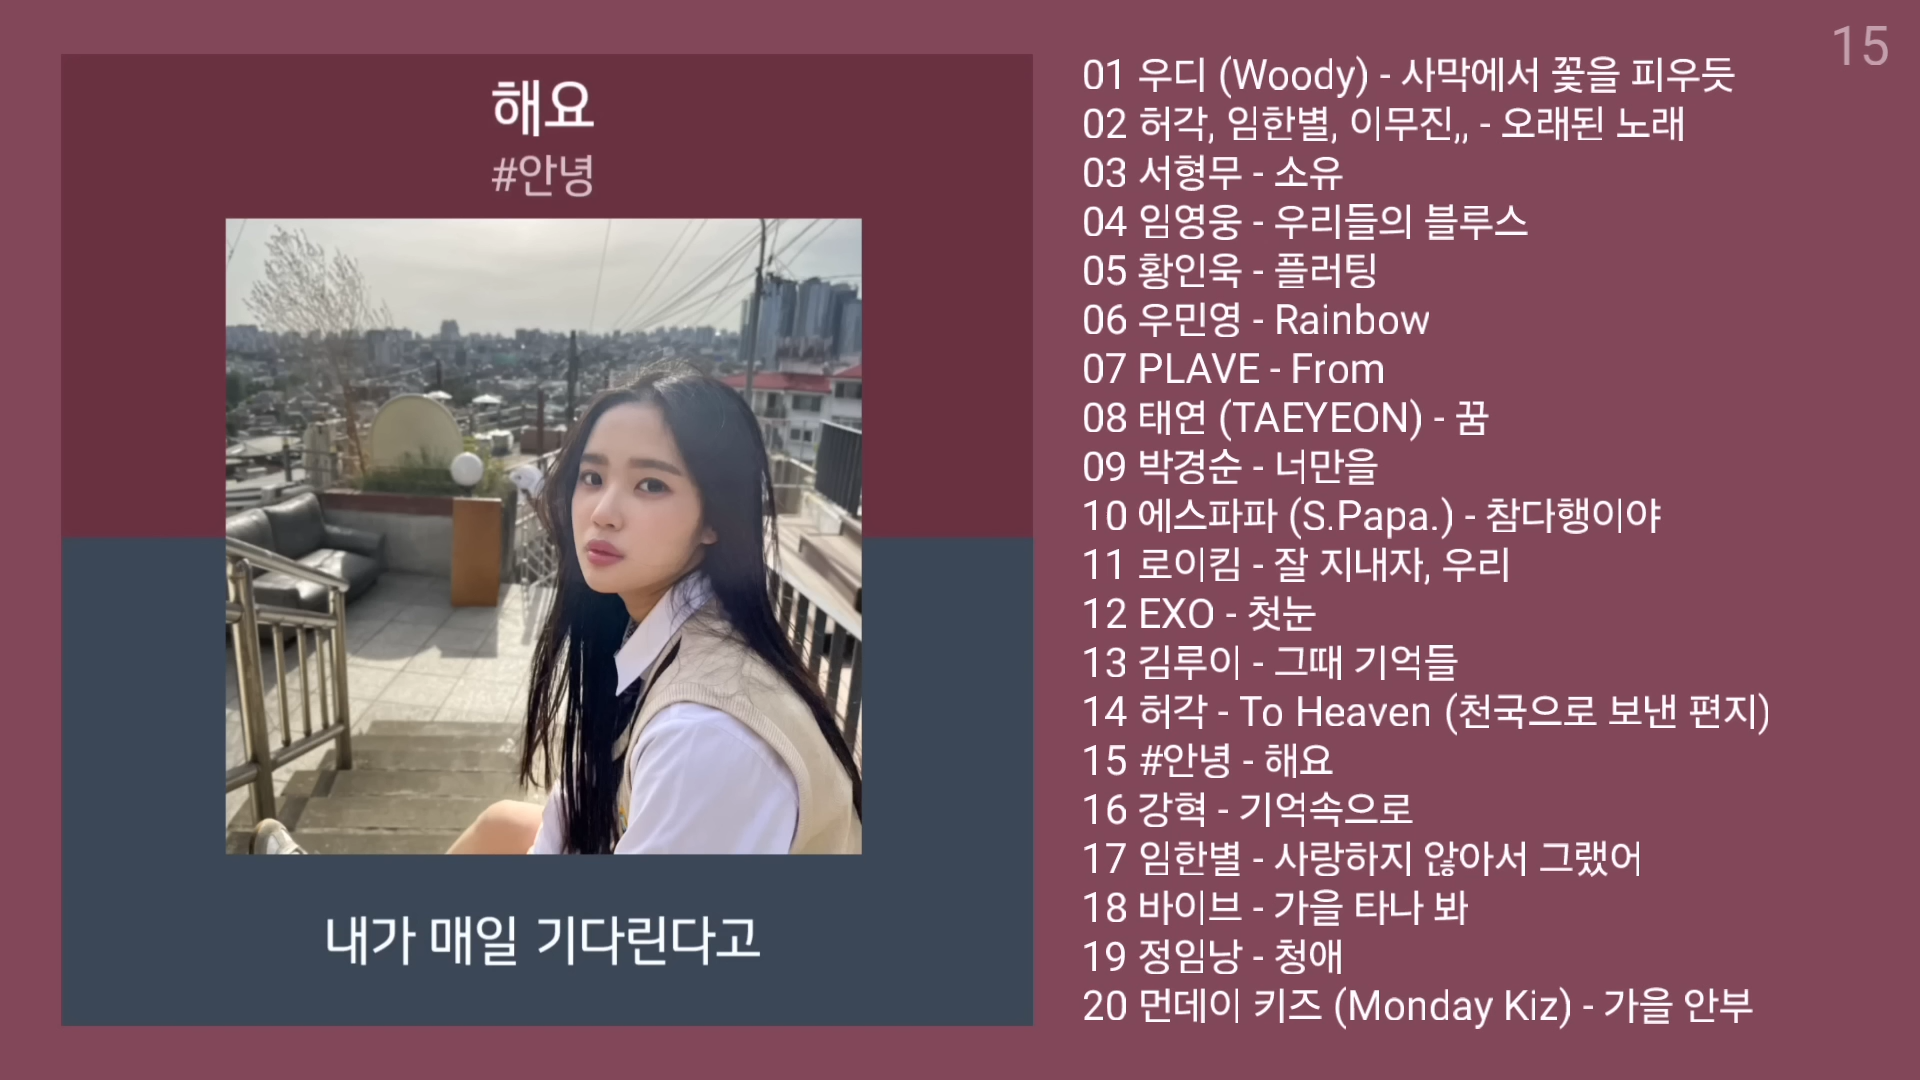 해요
#안녕
내가 매일 기다린다고
15
01 우디 (Woody) - 사막에서 꽃을 피우듯
02 허각, 임한별, 이무진,, - 오래된 노래
03 서형무 - 소유
04 임영웅 - 우리들의 블루스
05 황인욱 - 플러팅
06 우민영 - Rainbow
07 PLAVE - From
08 태연 (TAEYEON) - 꿈
09 박경순 - 너만을
10 에스파파 (S.Papa.) - 참다행이야
11 로이킴 - 잘 지내자, 우리
12 EXO - 첫눈
13 김루이 - 그때 기억들
14 허각 - To Heaven (천국으로 보낸 편지)
15 #안녕 - 해요
16 강혁 - 기억속으로
17 임한별 - 사랑하지 않아서 그랬어
18 바이브 - 가을 타나 봐
19 정임낭 - 청애
20 먼데이 키즈 (Monday Kiz) - 가을 안부